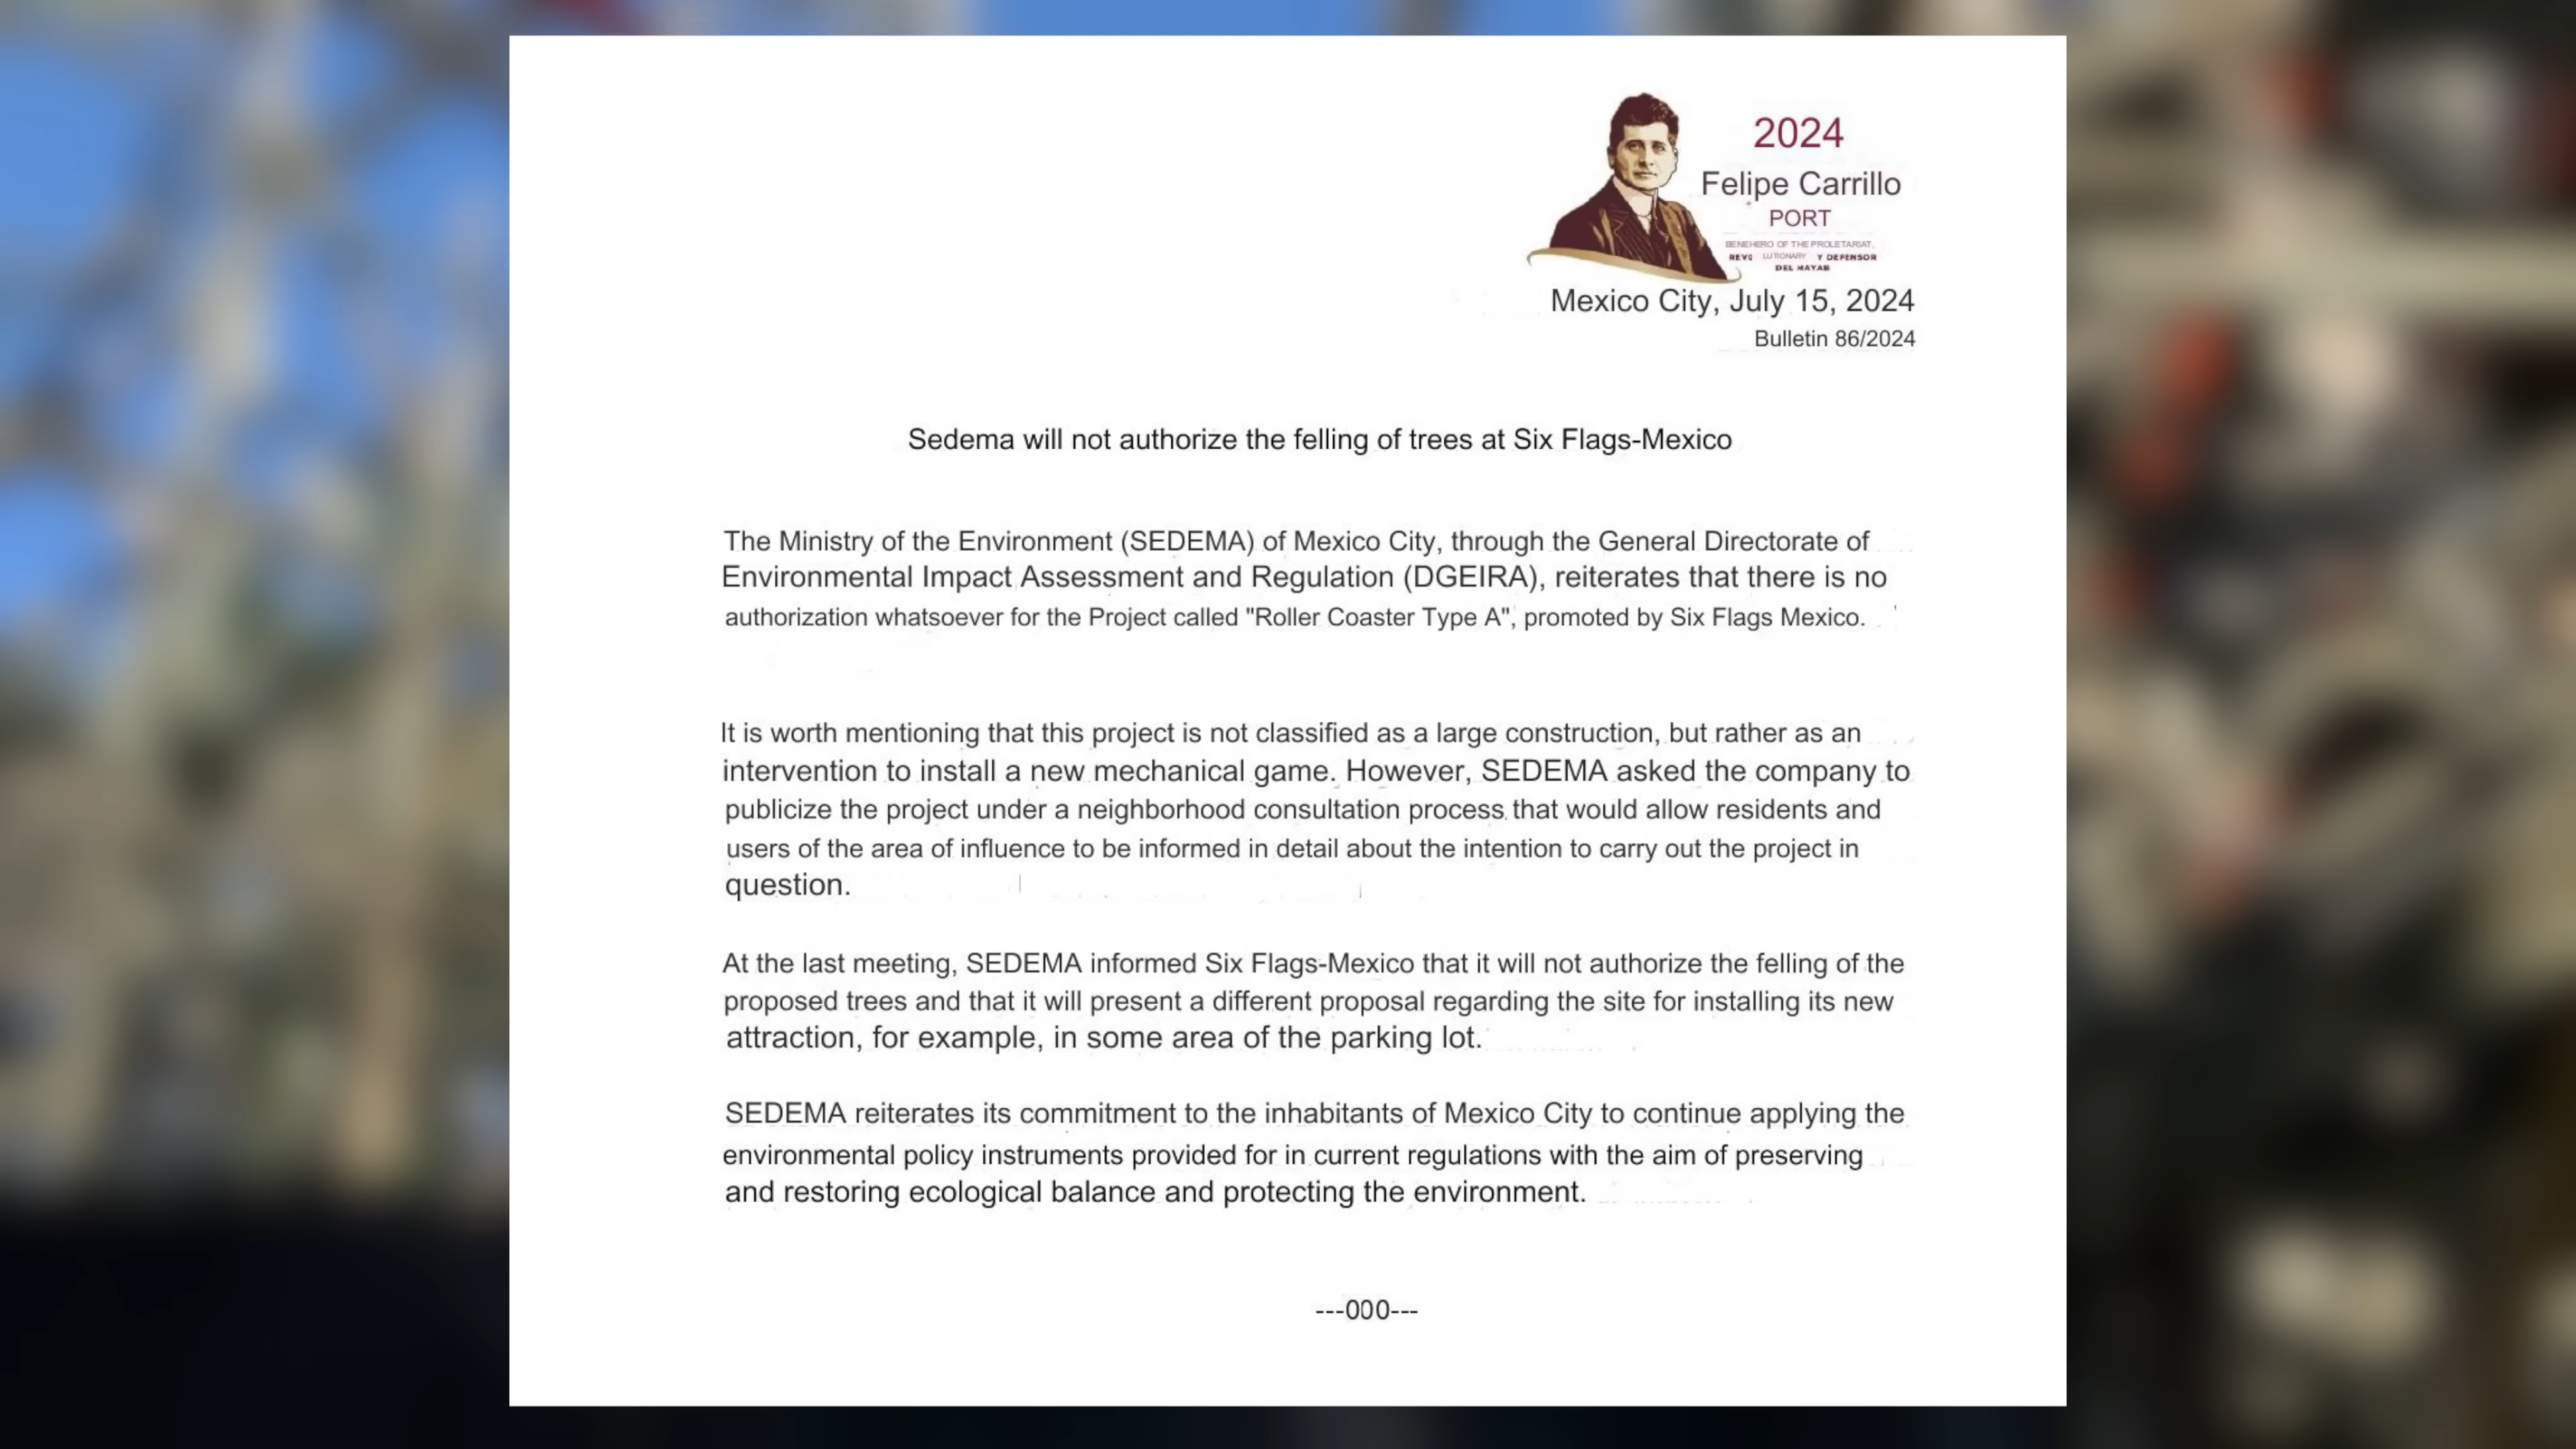 2024
Felipe Carrillo
PORT
BENEHERO OF THE PROLETARIAT,
REVO LUTIONARY Y DEFENSOR
DEL MAYAB
Mexico City, July 15, 2024
Bulletin 86/2024
Sedema will not authorize the felling of trees at Six Flags-Mexico
The Ministry of the Environment (SEDEMA) of Mexico City, through the General Directorate of
Environmental Impact Assessment and Regulation (DGEIRA), reiterates that there is no
authorization whatsoever for the Project called "Roller Coaster Type A", promoted by Six Flags Mexico.
It is worth mentioning that this project is not classified as a large construction, but rather as an
intervention to install a new mechanical game. However, SEDEMA asked the company to
publicize the project under a neighborhood consultation process that would allow residents and
users of the area of influence to be informed in detail about the intention to carry out the project in
question.
At the last meeting, SEDEMA informed Six Flags-Mexico that it will not authorize the felling of the
proposed trees and that it will present a different proposal regarding the site for installing its new
attraction, for example, in some area of the parking lot.
SEDEMA reiterates its commitment to the inhabitants of Mexico City to continue applying the
environmental policy instruments provided for in current regulations with the aim of preserving
and restoring ecological balance and protecting the environment.
---000---